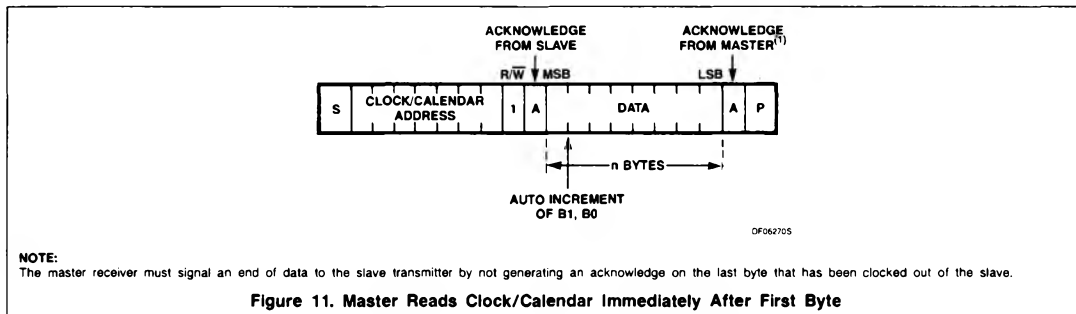 ACKNOWLEDGE
FROM SLAVE
ACKNOWLEDGE
FROM MASTER(1)
R/W̅ MSB
LSB
S
CLOCK/CALENDAR
ADDRESS
1
A
DATA
A
P
n BYTES
AUTO INCREMENT
OF B1, B0
DF06270S
NOTE:
The master receiver must signal an end of data to the slave transmitter by not generating an acknowledge on the last byte that has been clocked out of the slave.
Figure 11. Master Reads Clock/Calendar Immediately After First Byte